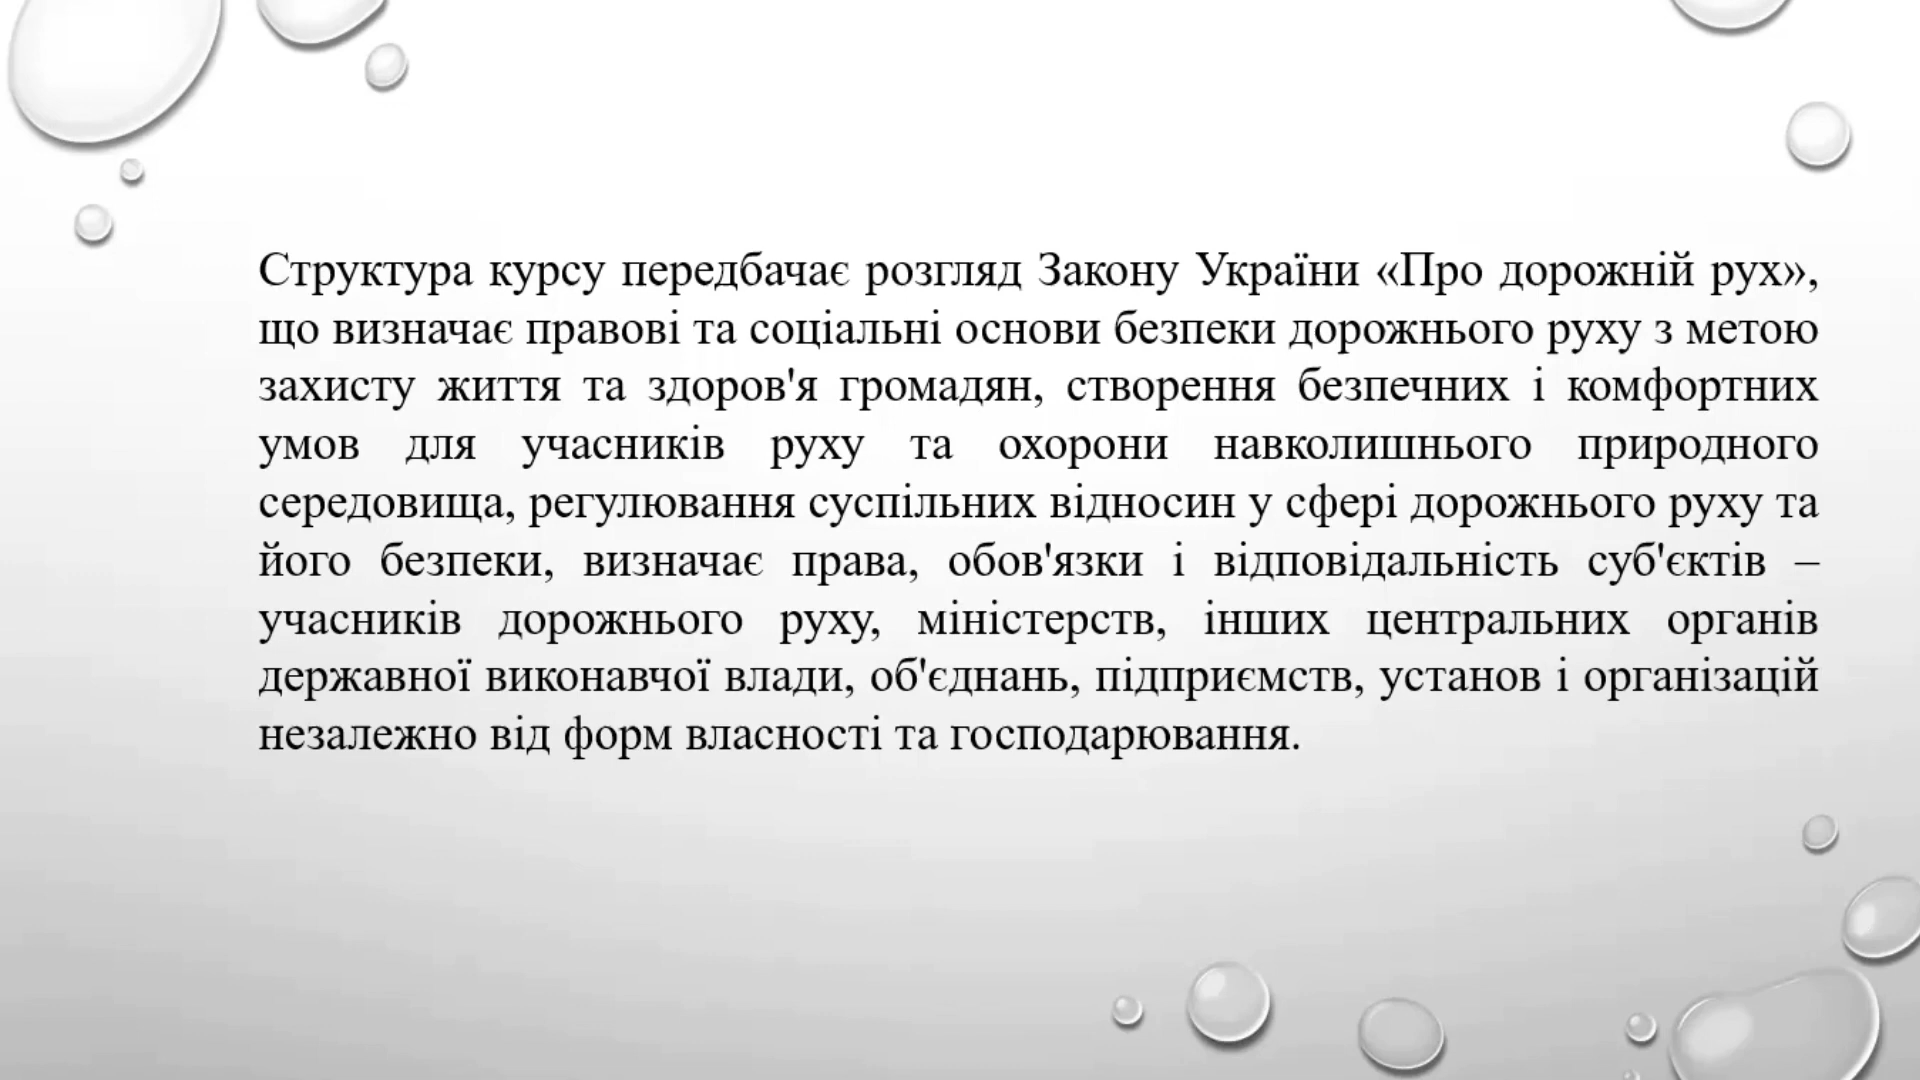 Структура курсу передбачає розгляд Закону України «Про дорожній рух»,
що визначає правові та соціальні основи безпеки дорожнього руху з метою
захисту життя та здоров'я громадян, створення безпечних і комфортних
умов для учасників руху та охорони навколишнього природного
середовища, регулювання суспільних відносин у сфері дорожнього руху та
його безпеки, визначає права, обов'язки і відповідальність суб'єктів –
учасників дорожнього руху, міністерств, інших центральних органів
державної виконавчої влади, об'єднань, підприємств, установ і організацій
незалежно від форм власності та господарювання.